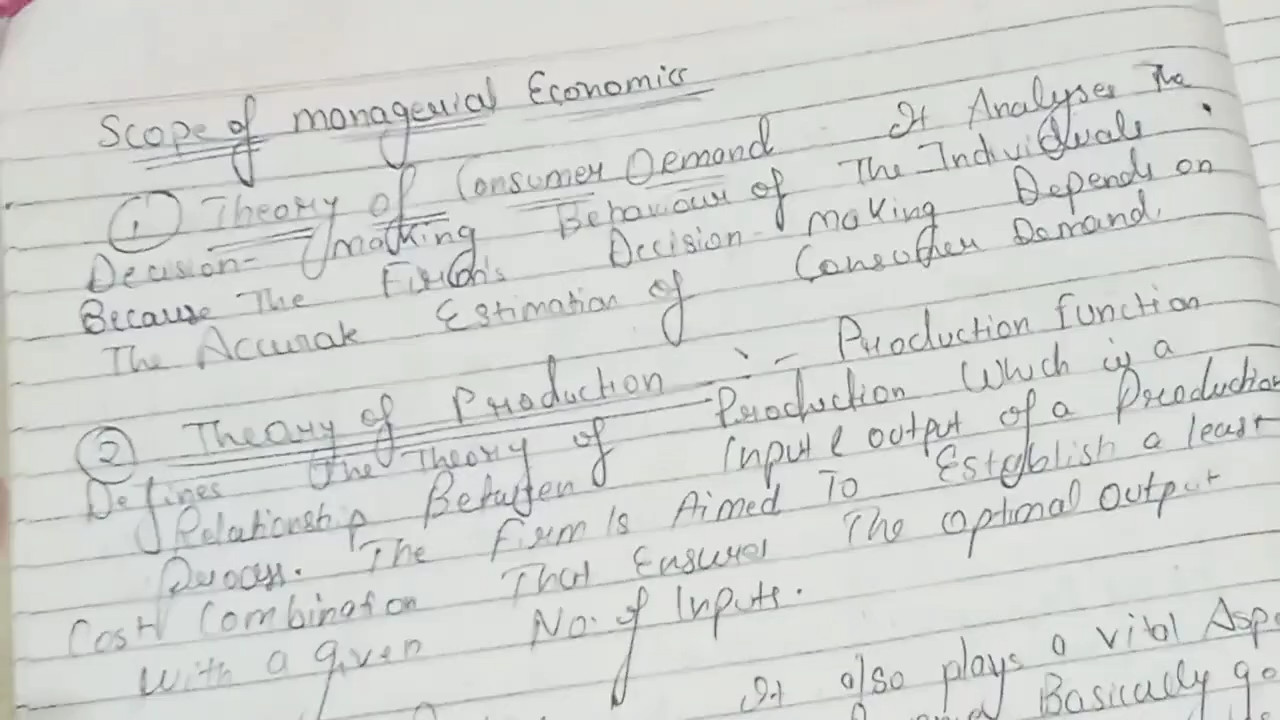 Scope of managerial Economics
① Theory of Consumer Demand It Analyses The
Decision-making Behaviour of The Individuals.
Because The Firm's Decision-making Depends on
The Accurate Estimation of Consumer Demand.
② Theory of Production :- Production function
Defines The Theory of Production Which is a
Relationship Between Input & output of a Production
Process. The Firm Is Aimed To Establish a least
Cost Combination That Ensures The optimal output
With a given No. of Inputs.
It also plays a vital
Basically go